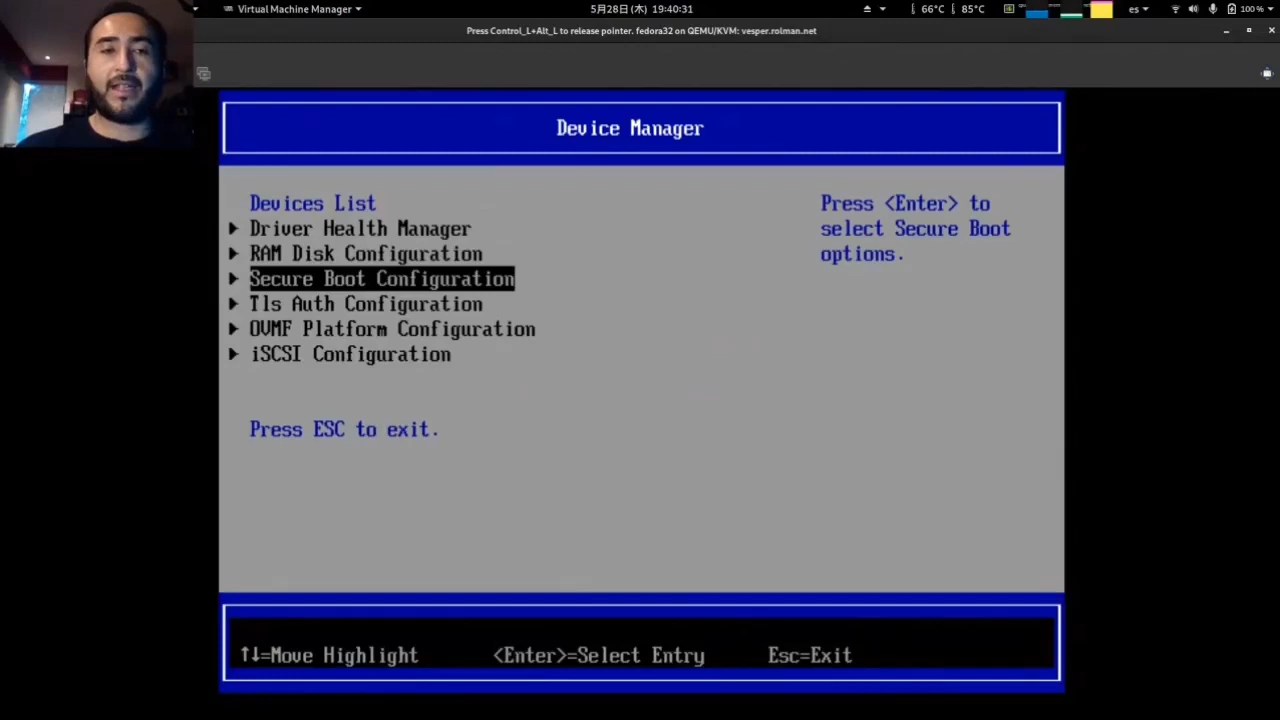 Virtual Machine Manager
5月28日 (木) 19:40:31
66°C
85°C
es
100 %
Press Control_L+Alt_L to release pointer. fedora32 on QEMU/KVM: vesper.rolman.net
Device Manager
Devices List
Driver Health Manager
RAM Disk Configuration
Secure Boot Configuration
Tls Auth Configuration
OVMF Platform Configuration
iSCSI Configuration
Press ESC to exit.
Press <Enter> to
select Secure Boot
options.
↑↓=Move Highlight
<Enter>=Select Entry
Esc=Exit